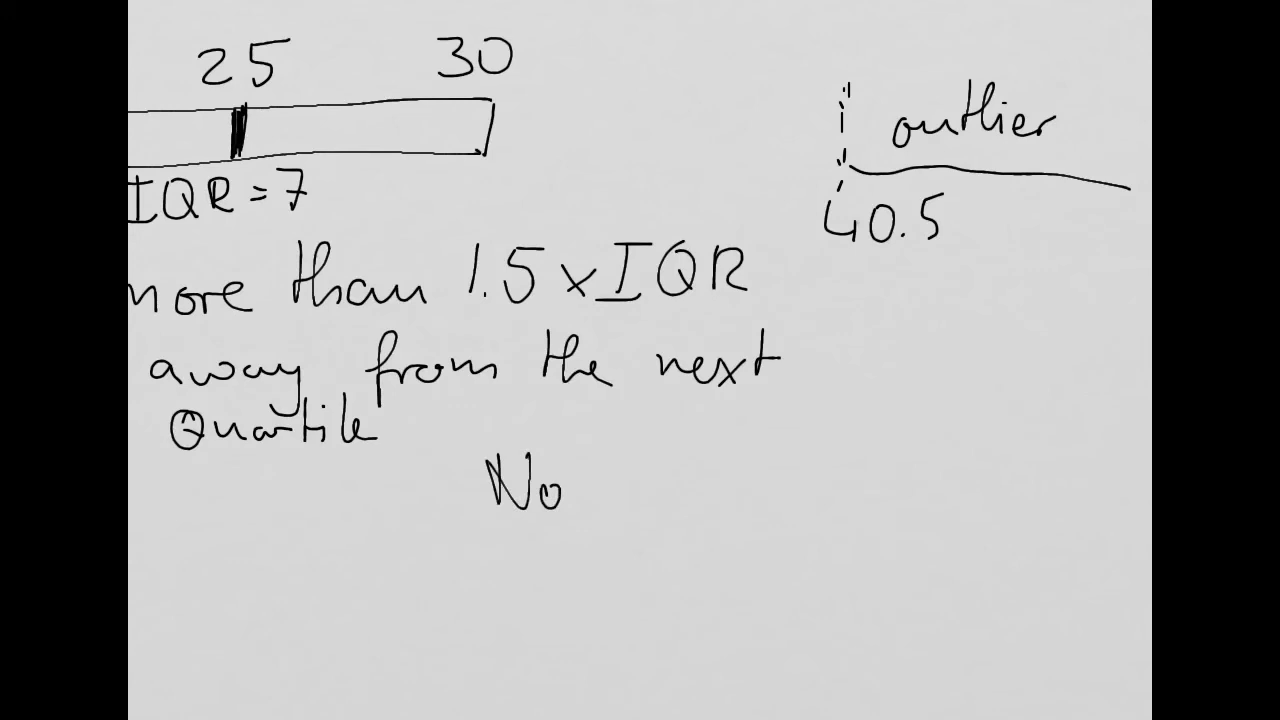 25 30
outlier
IQR = 7
40.5
more than 1.5 x IQR
away from the next
Quartile
No